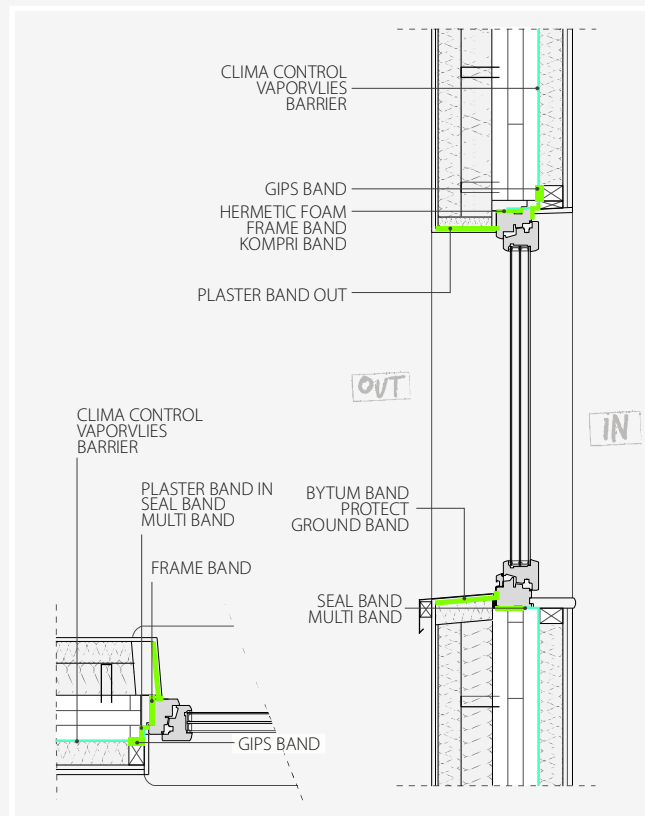 CLIMA CONTROL
VAPORVLIES
BARRIER
GIPS BAND
HERMETIC FOAM
FRAME BAND
KOMPRI BAND
PLASTER BAND OUT
OUT
IN
CLIMA CONTROL
VAPORVLIES
BARRIER
PLASTER BAND IN
SEAL BAND
MULTI BAND
FRAME BAND
BYTUM BAND
PROTECT
GROUND BAND
SEAL BAND
MULTI BAND
GIPS BAND